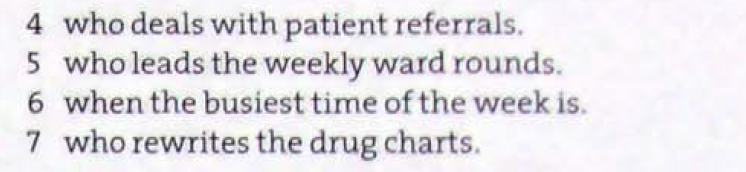 4 who deals with patient referrals.
5 who leads the weekly ward rounds.
6 when the busiest time of the week is.
7 who rewrites the drug charts.